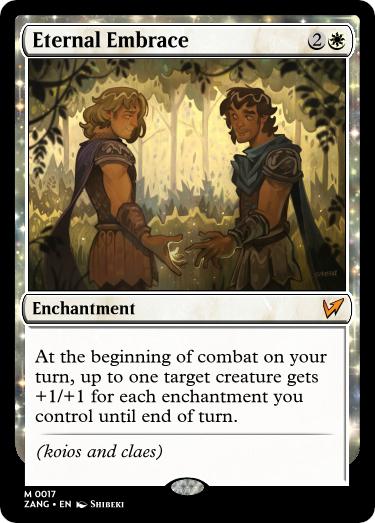 Eternal Embrace 2
Enchantment
At the beginning of combat on your
turn, up to one target creature gets
+1/+1 for each enchantment you
control until end of turn.
(koios and claes)
M 0017
ZANG • EN Shibeki